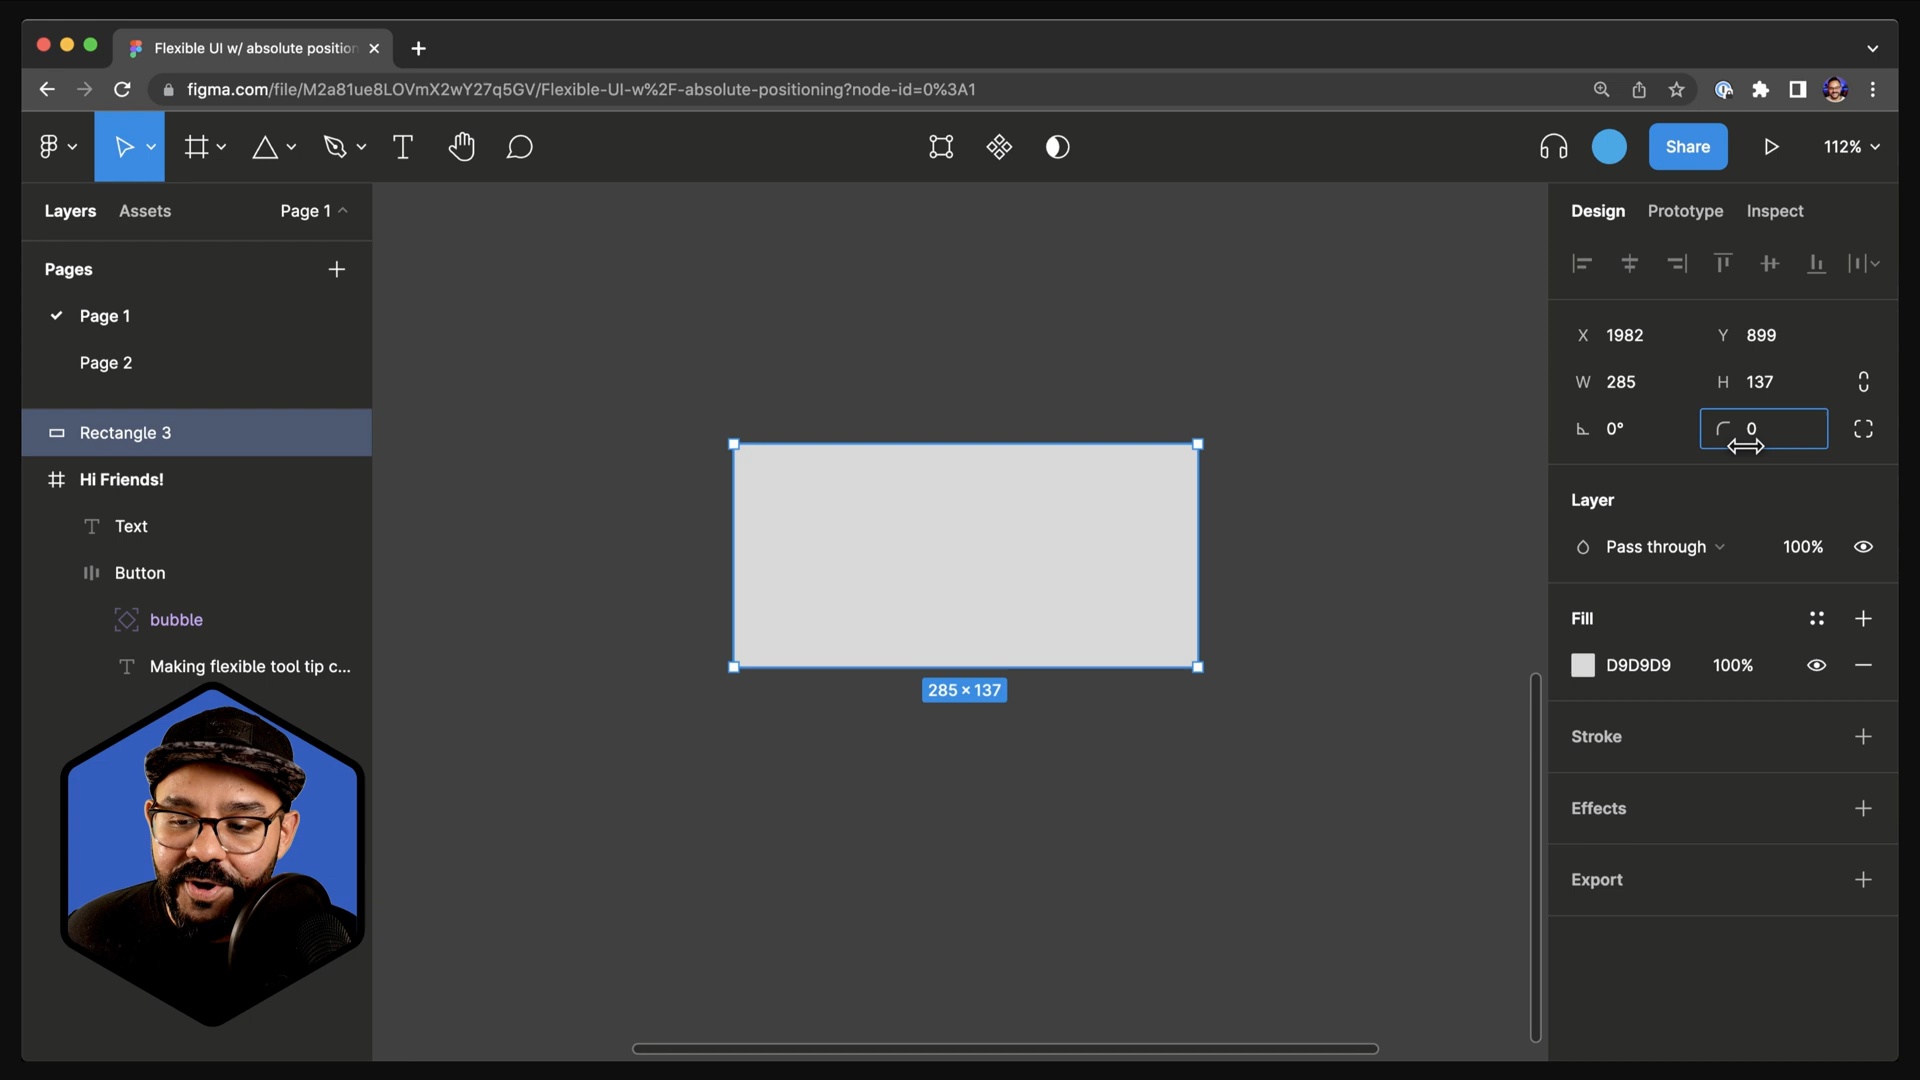 Flexible UI w/ absolute position
figma.com/file/M2a81ue8LOVmX2wY27q5GV/Flexible-UI-w%2F-absolute-positioning?node-id=0%3A1
Share
112%
Layers
Assets
Page 1
Design
Prototype
Inspect
Pages
Page 1
Page 2
X 1982
Y 899
W 285
H 137
0°
0
Rectangle 3
Hi Friends!
Text
Button
bubble
Making flexible tool tip c...
285 × 137
Layer
Pass through
100%
Fill
D9D9D9
100%
Stroke
Effects
Export